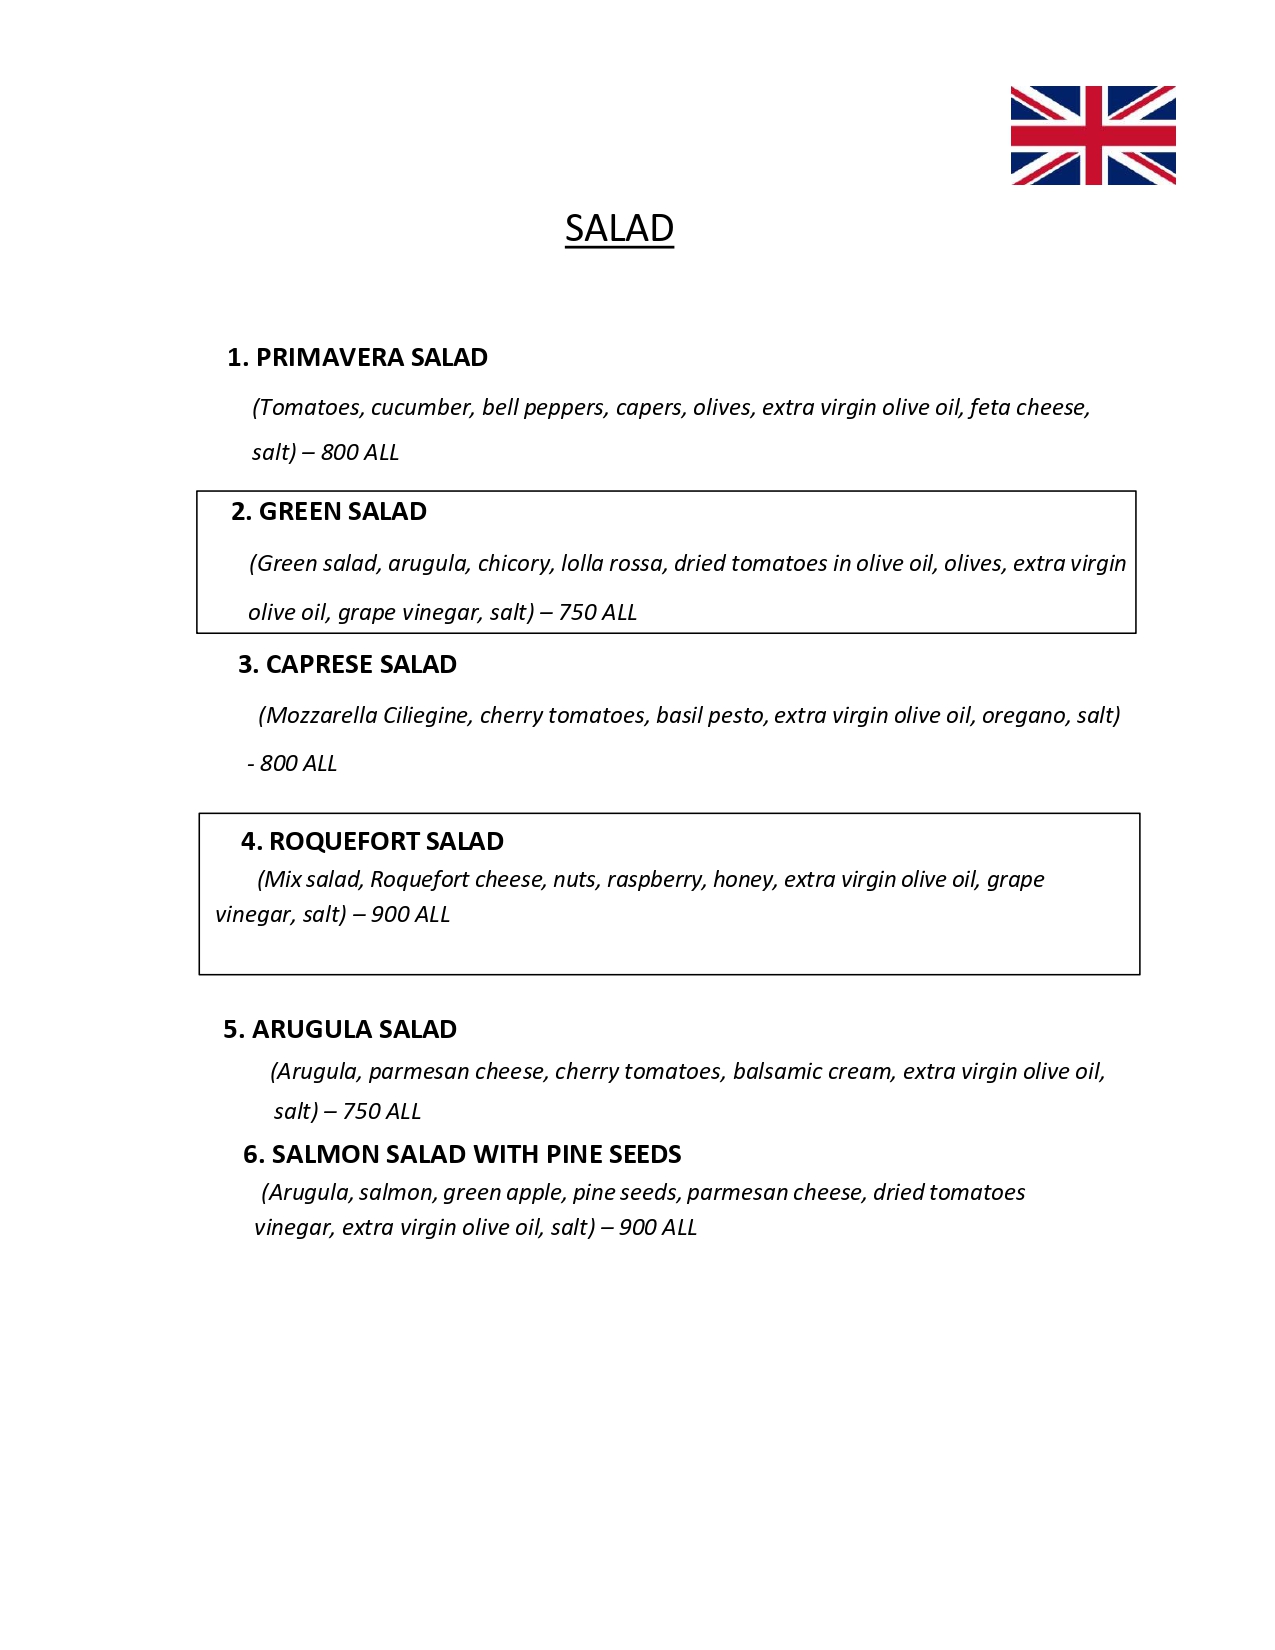 SALAD
1. PRIMAVERA SALAD
(Tomatoes, cucumber, bell peppers, capers, olives, extra virgin olive oil, feta cheese,
salt) – 800 ALL
2. GREEN SALAD
(Green salad, arugula, chicory, lolla rossa, dried tomatoes in olive oil, olives, extra virgin
olive oil, grape vinegar, salt) – 750 ALL
3. CAPRESE SALAD
(Mozzarella Ciliegine, cherry tomatoes, basil pesto, extra virgin olive oil, oregano, salt)
- 800 ALL
4. ROQUEFORT SALAD
(Mix salad, Roquefort cheese, nuts, raspberry, honey, extra virgin olive oil, grape
vinegar, salt) – 900 ALL
5. ARUGULA SALAD
(Arugula, parmesan cheese, cherry tomatoes, balsamic cream, extra virgin olive oil,
salt) – 750 ALL
6. SALMON SALAD WITH PINE SEEDS
(Arugula, salmon, green apple, pine seeds, parmesan cheese, dried tomatoes
vinegar, extra virgin olive oil, salt) – 900 ALL